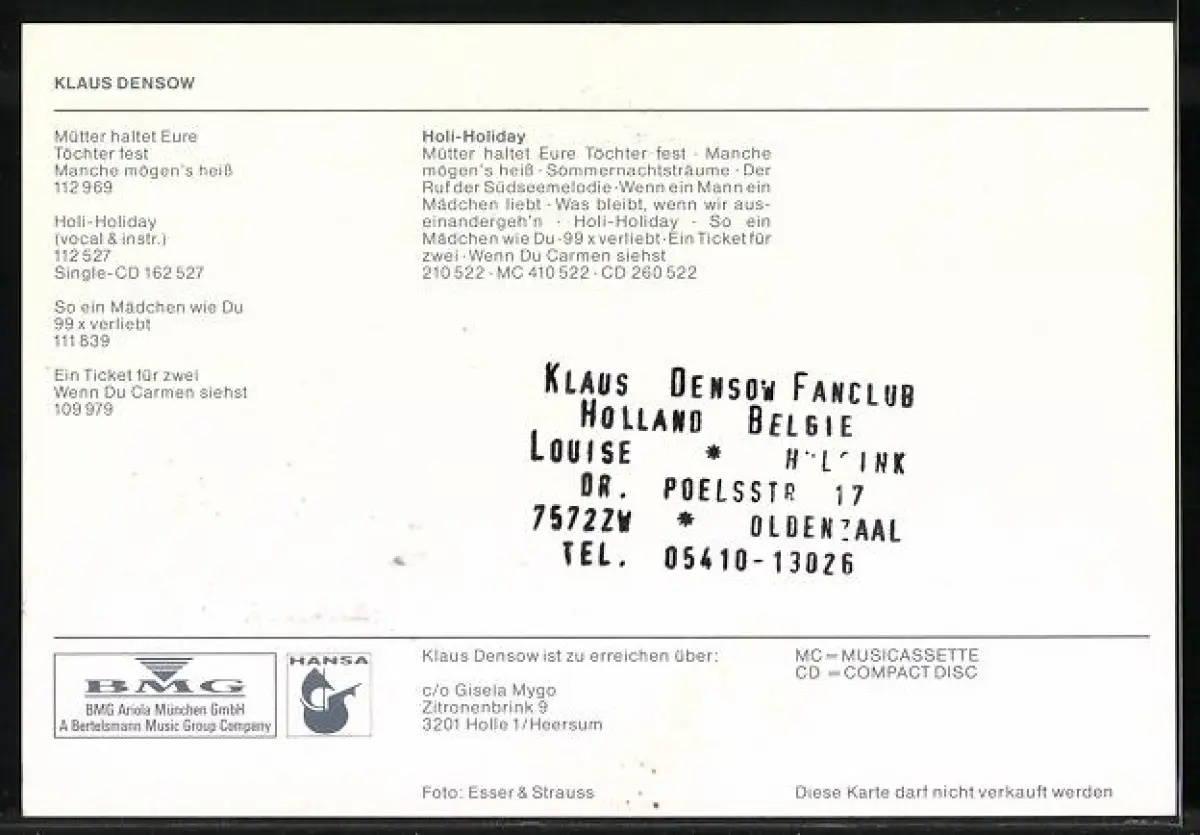 KLAUS DENSOW
Mütter haltet Eure
Töchter fest
Manche mögen's heiß
112 969
Holi-Holiday
(vocal & instr.)
112 527
Single-CD 162 527
So ein Mädchen wie Du
99 x verliebt
111 839
Ein Ticket für zwei
Wenn Du Carmen siehst
109 979
Holi-Holiday
Mütter haltet Eure Töchter fest · Manche
mögen's heiß · Sommernachtsträume · Der
Ruf der Südseemelodie · Wenn ein Mann ein
Mädchen liebt · Was bleibt, wenn wir aus-
einandergeh'n · Holi-Holiday · So ein
Mädchen wie Du · 99 x verliebt · Ein Ticket für
zwei · Wenn Du Carmen siehst
210 522 · MC 410 522 · CD 260 522
KLAUS DENSOW FANCLUB
HOLLAND BELGIE
LOUISE *
DR. POELSSTR 17
7572ZW * OLDENZAAL
TEL. 05410-13026
BMG
BMG Ariola München GmbH
A Bertelsmann Music Group Company
HANSA
Klaus Densow ist zu erreichen über:
c/o Gisela Mygo
Zitronenbrink 9
3201 Holle 1/Heersum
MC = MUSICASSETTE
CD = COMPACT DISC
Foto: Esser & Strauss
Diese Karte darf nicht verkauft werden